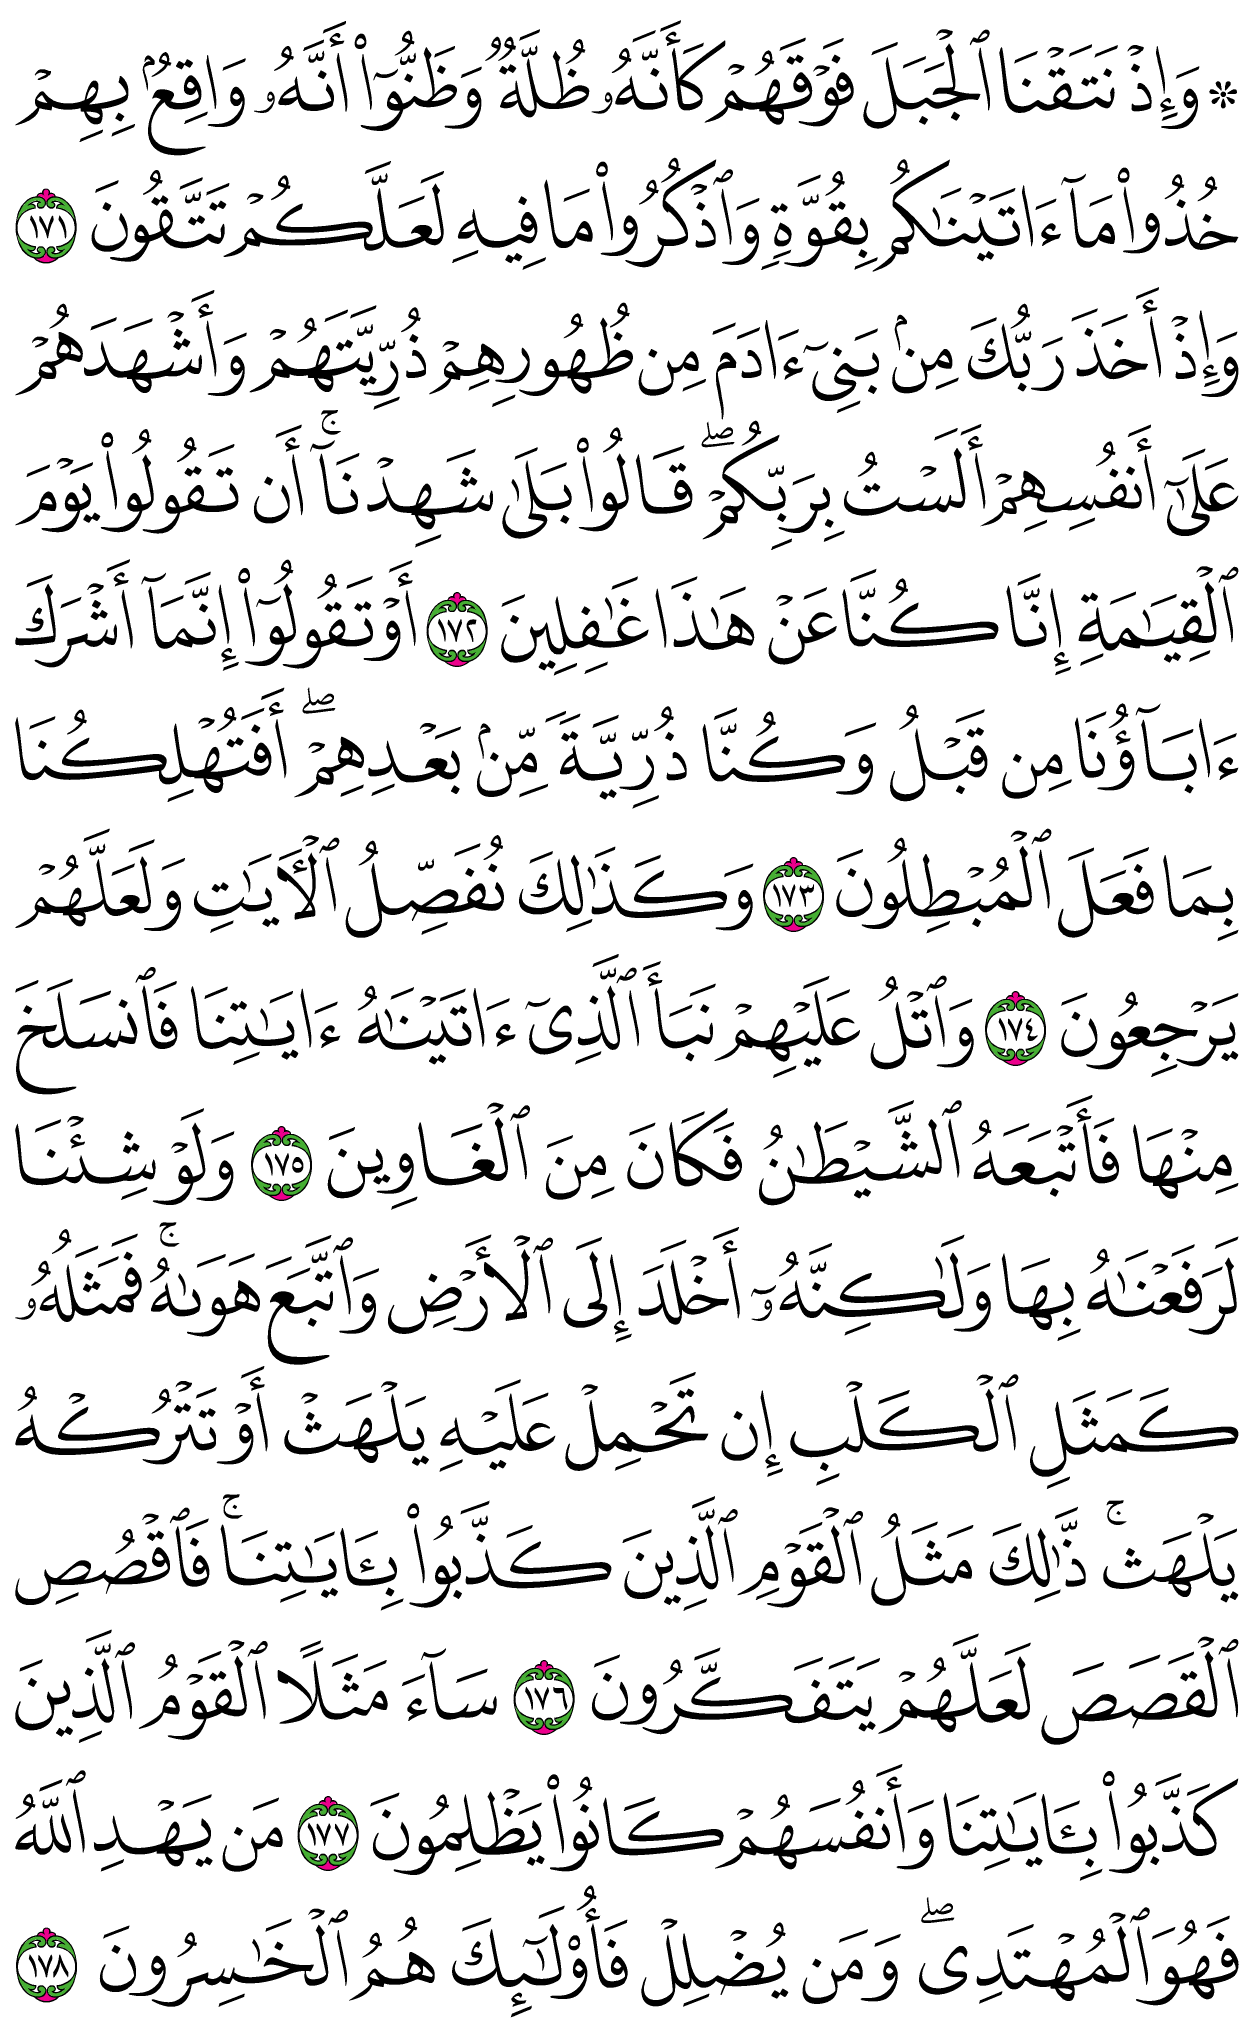 ۞ وَإِذۡ نَتَقۡنَا ٱلۡجَبَلَ فَوۡقَهُمۡ كَأَنَّهُۥ ظُلَّةٞ وَظَنُّوٓاْ أَنَّهُۥ وَاقِعُۢ بِهِمۡ
خُذُواْ مَآ ءَاتَيۡنَٰكُم بِقُوَّةٖ وَٱذۡكُرُواْ مَا فِيهِ لَعَلَّكُمۡ تَتَّقُونَ ١٧١
وَإِذۡ أَخَذَ رَبُّكَ مِنۢ بَنِيٓ ءَادَمَ مِن ظُهُورِهِمۡ ذُرِّيَّتَهُمۡ وَأَشۡهَدَهُمۡ
عَلَىٰٓ أَنفُسِهِمۡ أَلَسۡتُ بِرَبِّكُمۡۖ قَالُواْ بَلَىٰ شَهِدۡنَآۚ أَن تَقُولُواْ يَوۡمَ
ٱلۡقِيَٰمَةِ إِنَّا كُنَّا عَنۡ هَٰذَا غَٰفِلِينَ ١٧٢ أَوۡ تَقُولُوٓاْ إِنَّمَآ أَشۡرَكَ
ءَابَآؤُنَا مِن قَبۡلُ وَكُنَّا ذُرِّيَّةٗ مِّنۢ بَعۡدِهِمۡۖ أَفَتُهۡلِكُنَا
بِمَا فَعَلَ ٱلۡمُبۡطِلُونَ ١٧٣ وَكَذَٰلِكَ نُفَصِّلُ ٱلۡأٓيَٰتِ وَلَعَلَّهُمۡ
يَرۡجِعُونَ ١٧٤ وَٱتۡلُ عَلَيۡهِمۡ نَبَأَ ٱلَّذِيٓ ءَاتَيۡنَٰهُ ءَايَٰتِنَا فَٱنسَلَخَ
مِنۡهَا فَأَتۡبَعَهُ ٱلشَّيۡطَٰنُ فَكَانَ مِنَ ٱلۡغَاوِينَ ١٧٥ وَلَوۡ شِئۡنَا
لَرَفَعۡنَٰهُ بِهَا وَلَٰكِنَّهُۥٓ أَخۡلَدَ إِلَى ٱلۡأَرۡضِ وَٱتَّبَعَ هَوَىٰهُۚ فَمَثَلُهُۥ
كَمَثَلِ ٱلۡكَلۡبِ إِن تَحۡمِلۡ عَلَيۡهِ يَلۡهَثۡ أَوۡ تَتۡرُكۡهُ
يَلۡهَثۚ ذَّٰلِكَ مَثَلُ ٱلۡقَوۡمِ ٱلَّذِينَ كَذَّبُواْ بِـَٔايَٰتِنَاۚ فَٱقۡصُصِ
ٱلۡقَصَصَ لَعَلَّهُمۡ يَتَفَكَّرُونَ ١٧٦ سَآءَ مَثَلًا ٱلۡقَوۡمُ ٱلَّذِينَ
كَذَّبُواْ بِـَٔايَٰتِنَا وَأَنفُسَهُمۡ كَانُواْ يَظۡلِمُونَ ١٧٧ مَن يَهۡدِ ٱللَّهُ
فَهُوَ ٱلۡمُهۡتَدِيۖ وَمَن يُضۡلِلۡ فَأُوْلَٰٓئِكَ هُمُ ٱلۡخَٰسِرُونَ ١٧٨